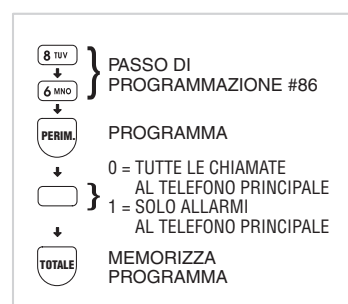 8 TUV
PASSO DI
6 MNO
PROGRAMMAZIONE #86
PERIM.
PROGRAMMA
0 = TUTTE LE CHIAMATE
AL TELEFONO PRINCIPALE
1 = SOLO ALLARMI
AL TELEFONO PRINCIPALE
TOTALE
MEMORIZZA
PROGRAMMA